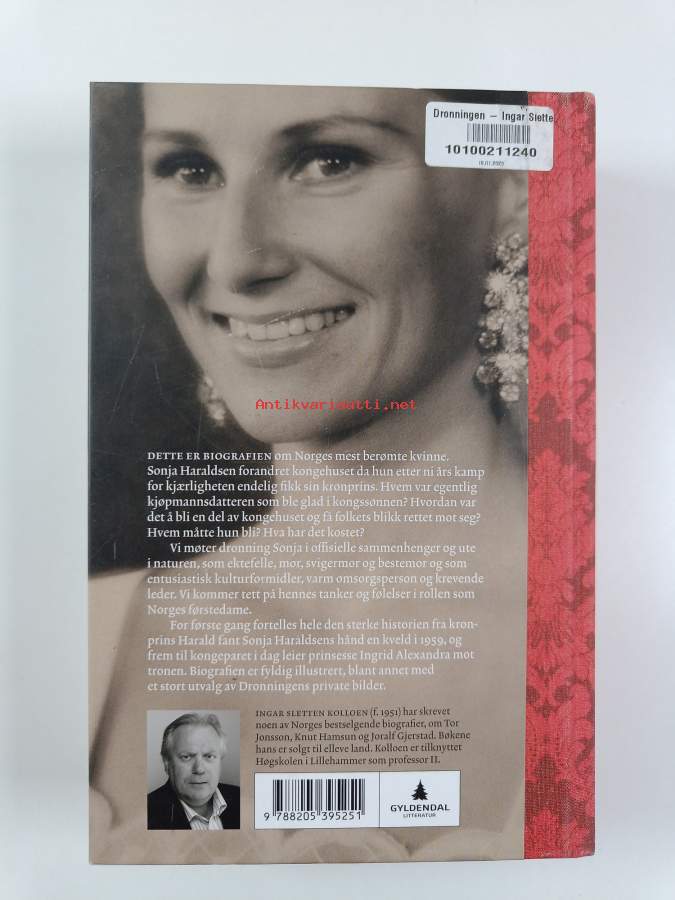 Dronningen – Ingar Slette
10100211240
Antikvariaatti.net
DETTE ER BIOGRAFIEN om Norges mest berømte kvinne.
Sonja Haraldsen forandret kongehuset da hun etter ni års kamp
for kjærligheten endelig fikk sin kronprins. Hvem var egentlig
kjøpmannsdatteren som ble glad i kongssønnen? Hvordan var
det å bli en del av kongehuset og få folkets blikk rettet mot seg?
Hvem måtte hun bli? Hva har det kostet?
Vi møter dronning Sonja i offisielle sammenhenger og ute
i naturen, som ektefelle, mor, svigermor og bestemor og som
entusiastisk kulturformidler, varm omsorgsperson og krevende
leder. Vi kommer tett på hennes tanker og følelser i rollen som
Norges førstedame.
For første gang fortelles hele den sterke historien fra kron-
prins Harald fant Sonja Haraldsens hånd en kveld i 1959, og
frem til kongeparet i dag leier prinsesse Ingrid Alexandra mot
tronen. Biografien er fyldig illustrert, blant annet med
et stort utvalg av Dronningens private bilder.
INGAR SLETTEN KOLLOEN (f. 1951) har skrevet
noen av Norges bestselgende biografier, om Tor
Jonsson, Knut Hamsun og Joralf Gjerstad. Bøkene
hans er solgt til elleve land. Kolloen er tilknyttet
Høgskolen i Lillehammer som professor II.
9 788205 395251
GYLDENDAL
LITTERATUR